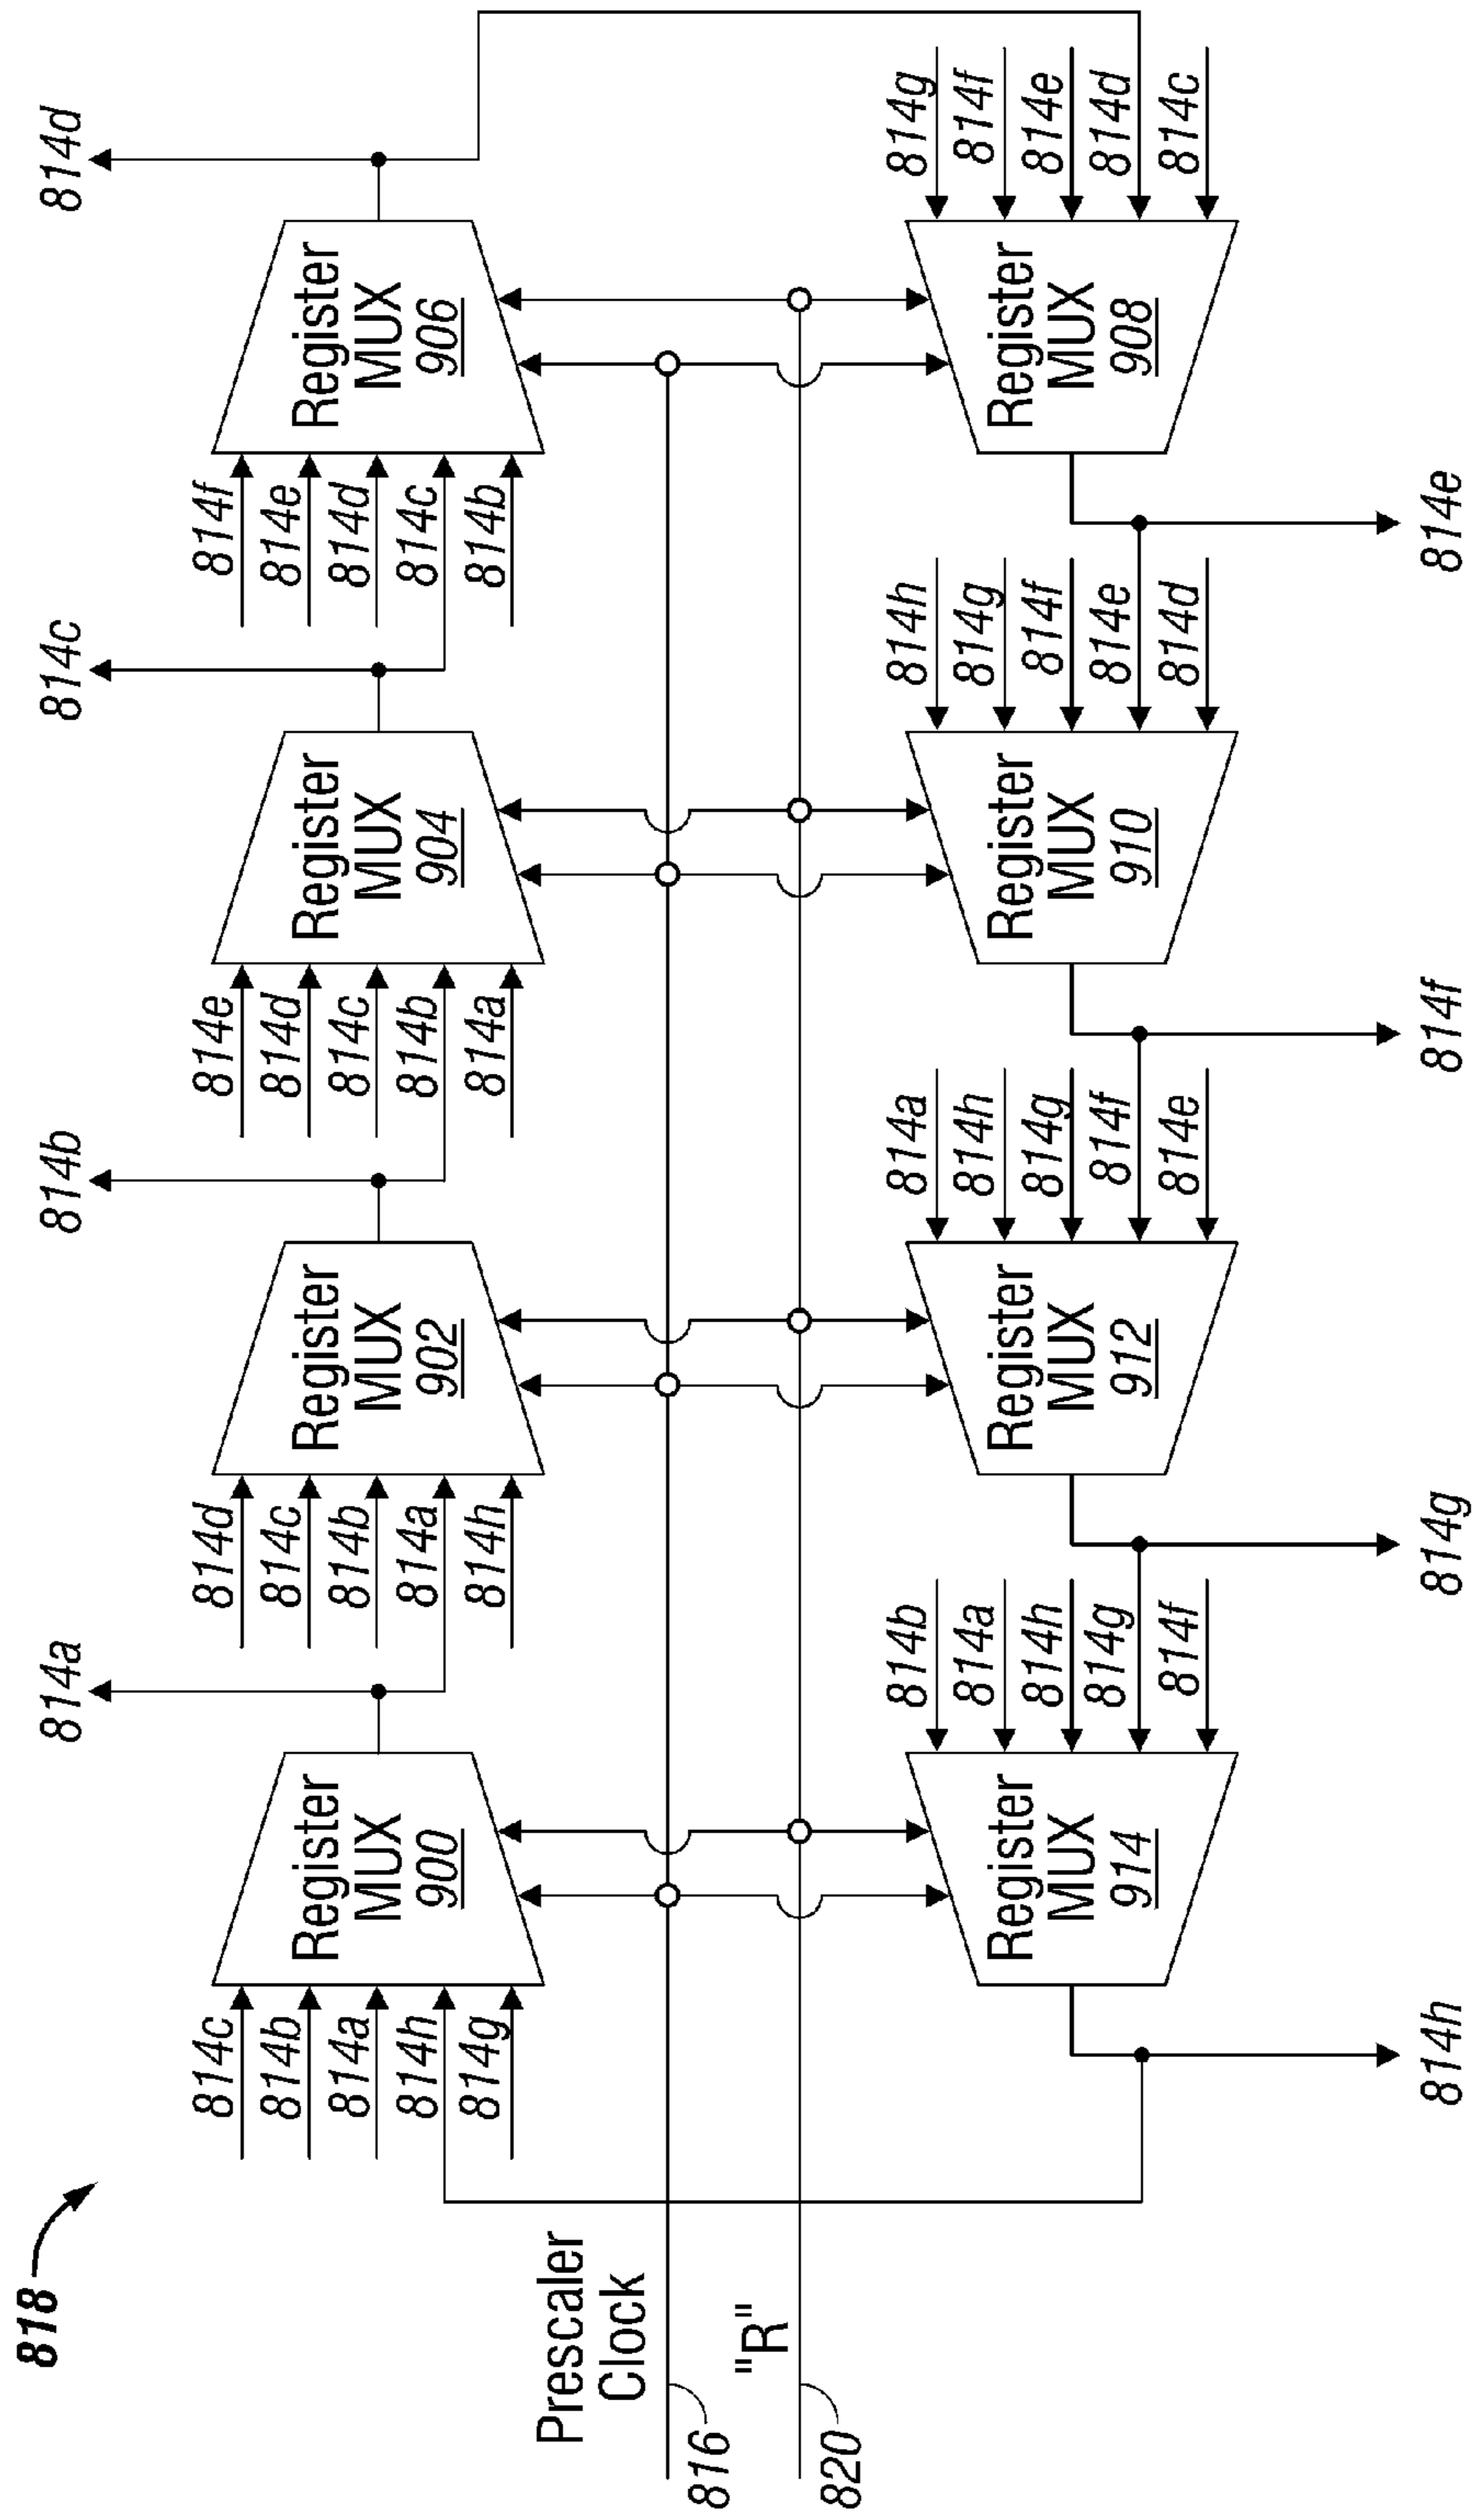 818
814a
814b
814c
814d
814c
814b
814a
814h
814g
Register
MUX
900
814d
814c
814b
814a
814h
Register
MUX
902
814e
814d
814c
814b
814a
Register
MUX
904
814f
814e
814d
814c
814b
Register
MUX
906
Prescaler
Clock
816
"R"
820
Register
MUX
914
814b
814a
814h
814g
814f
Register
MUX
912
814a
814h
814g
814f
814e
Register
MUX
910
814h
814g
814f
814e
814d
Register
MUX
908
814g
814f
814e
814d
814c
814h
814g
814f
814e